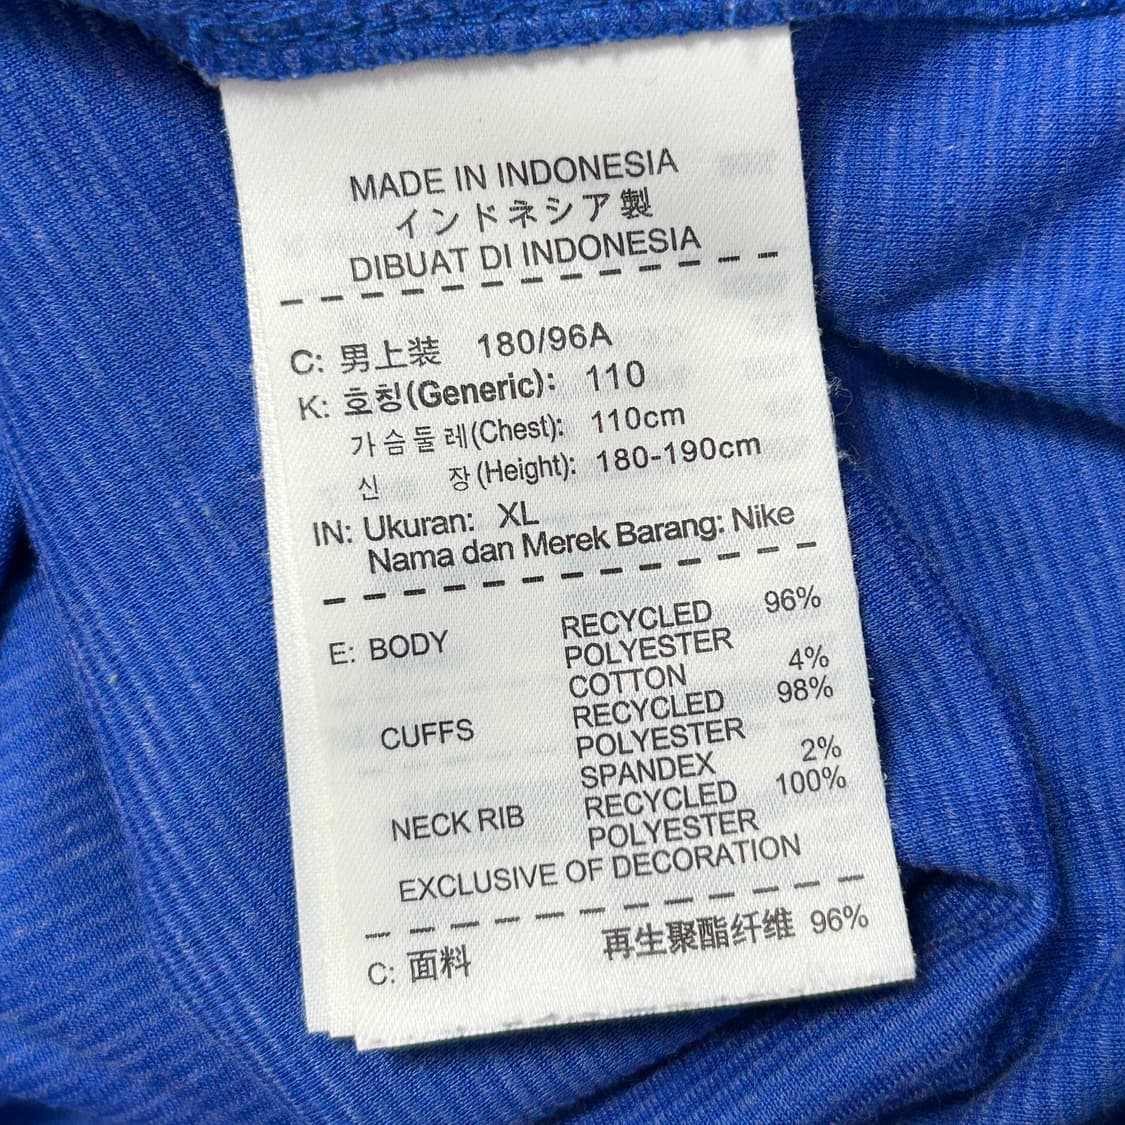 MADE IN INDONESIA
インドネシア製
DIBUAT DI INDONESIA
C: 男上装 180/96A
K: 호칭(Generic): 110
가슴둘레(Chest): 110cm
신 장(Height): 180-190cm
IN: Ukuran: XL
Nama dan Merek Barang: Nike
E: BODY RECYCLED 96%
POLYESTER
COTTON 4%
CUFFS RECYCLED 98%
POLYESTER
SPANDEX 2%
NECK RIB RECYCLED 100%
POLYESTER
EXCLUSIVE OF DECORATION
C: 面料 再生聚酯纤维 96%